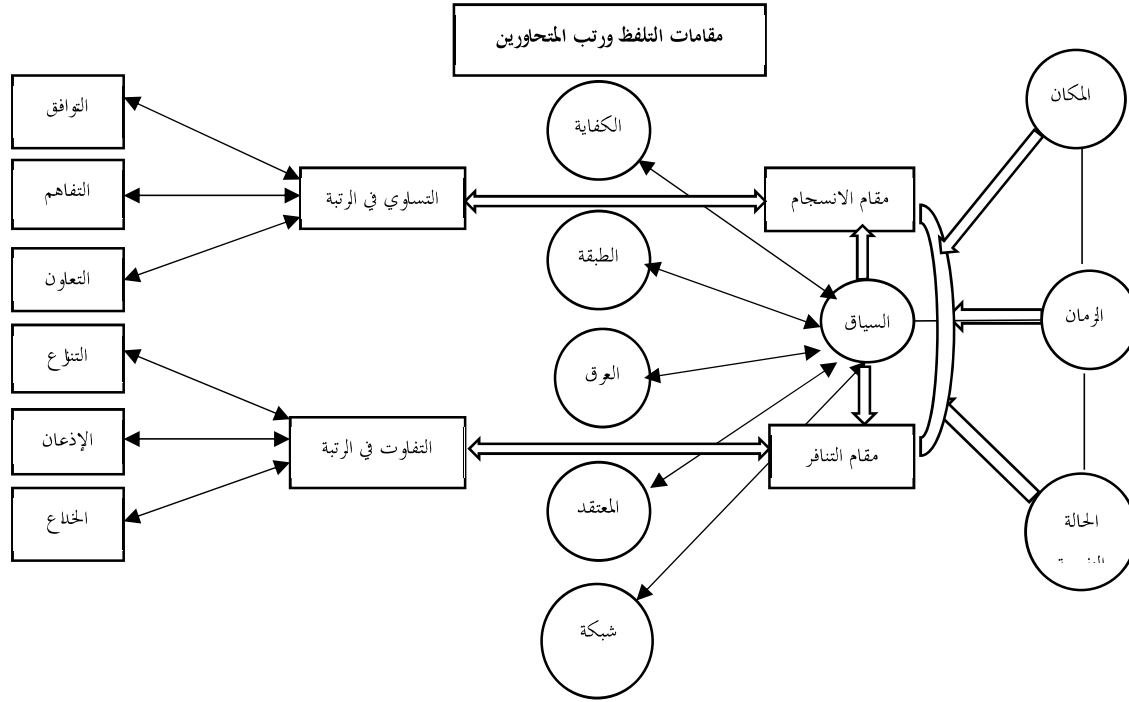 مقامات التلفظ ورتب المتحاورين
المكان
الزمان
الحالة
مقام الانسجام
السياق
مقام التنافر
الكفاية
الطبقة
العرق
المعتقد
شبكة
التساوي في الرتبة
التفاوت في الرتبة
التوافق
التفاهم
التعاون
التنازع
الإذعان
الخداع